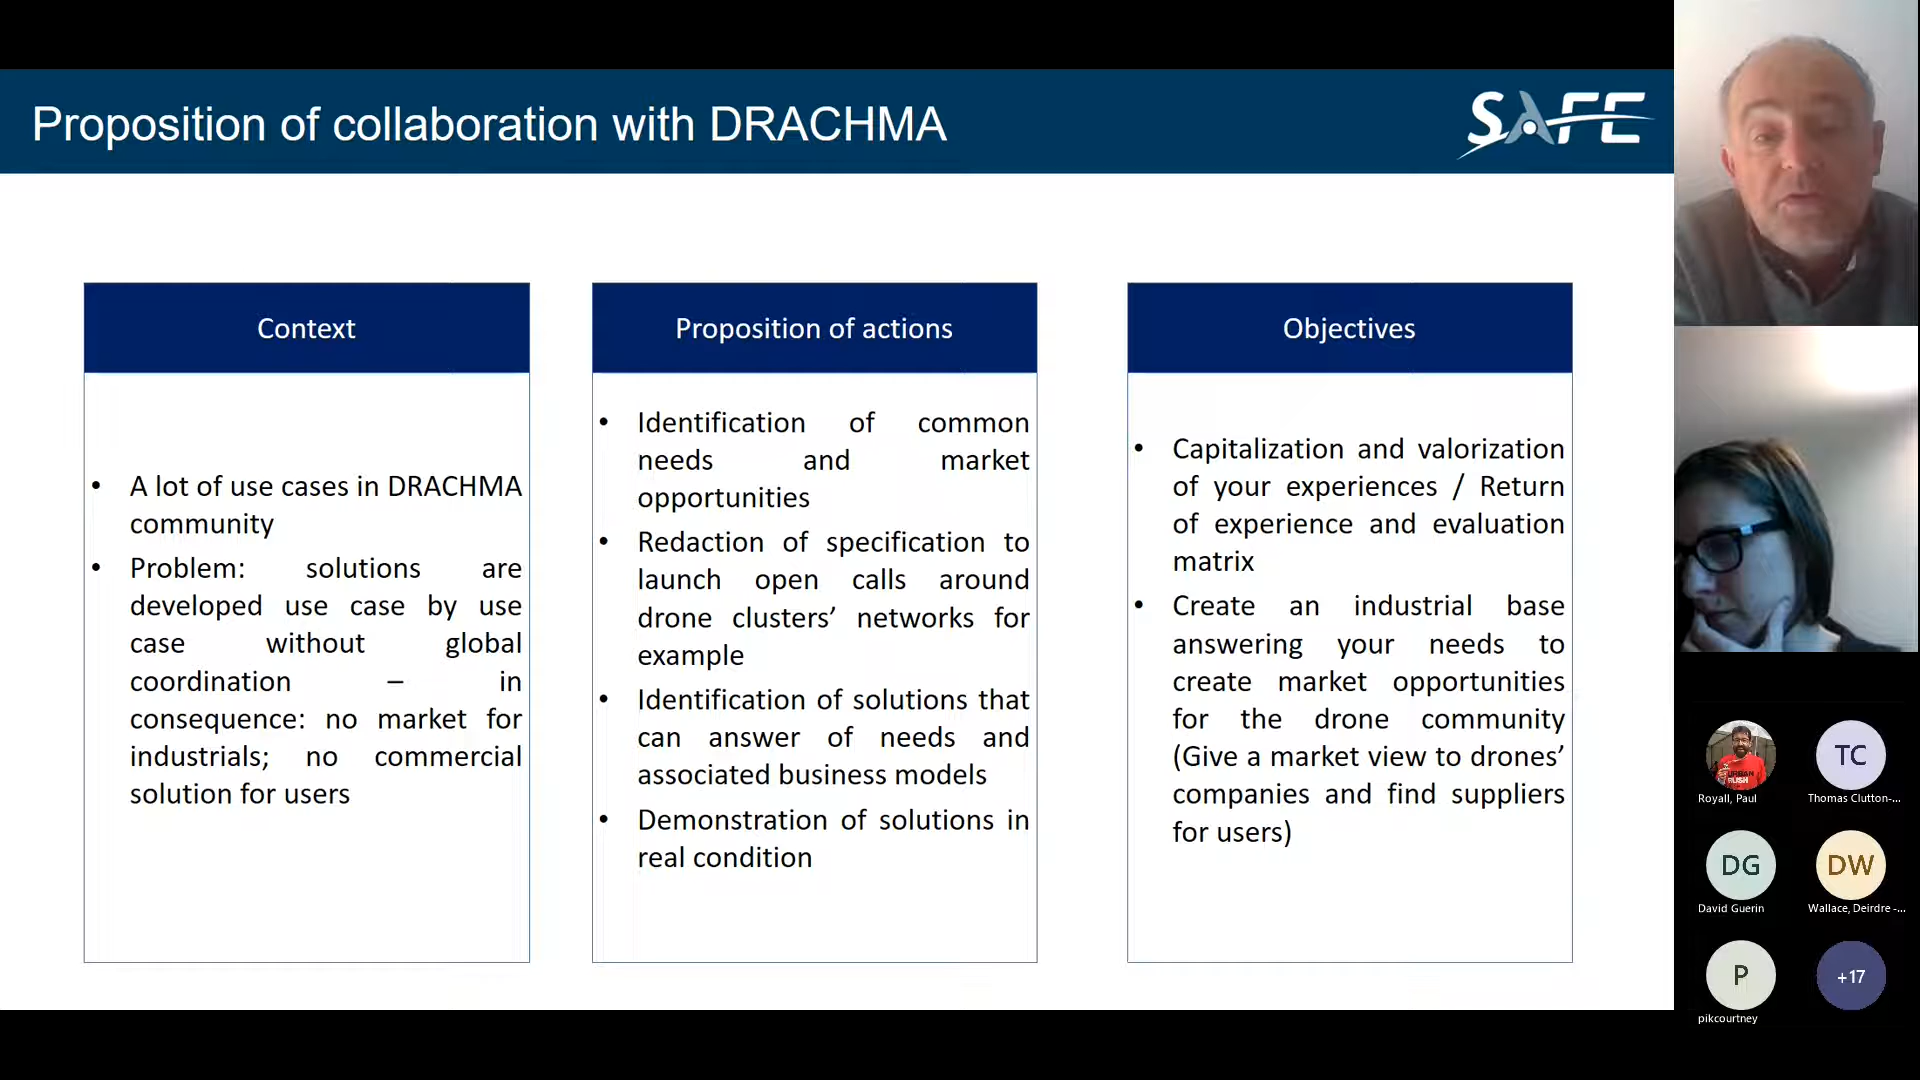 Proposition of collaboration with DRACHMA
SAFE
Context
• A lot of use cases in DRACHMA
community
• Problem: solutions are
developed use case by use
case without global
coordination – in
consequence: no market for
industrials; no commercial
solution for users
Proposition of actions
• Identification of common
needs and market
opportunities
• Redaction of specification to
launch open calls around
drone clusters’ networks for
example
• Identification of solutions that
can answer of needs and
associated business models
• Demonstration of solutions in
real condition
Objectives
• Capitalization and valorization
of your experiences / Return
of experience and evaluation
matrix
• Create an industrial base
answering your needs to
create market opportunities
for the drone community
(Give a market view to drones’
companies and find suppliers
for users)
Royall, Paul
TC
Thomas Clutton-...
DG
David Guerin
DW
Wallace, Deirdre -...
P
pikcourtney
+17